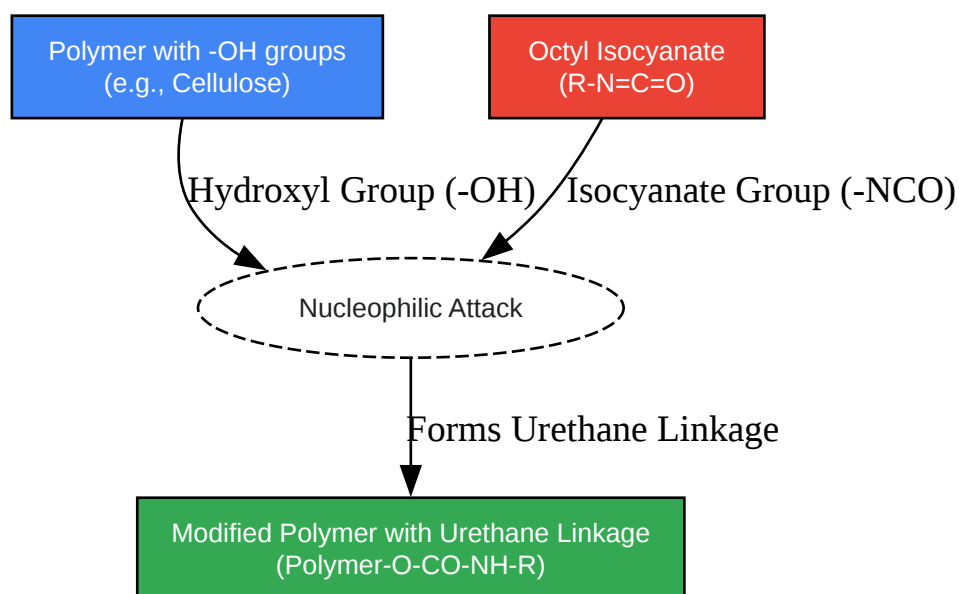 Polymer with -OH groups
(e.g., Cellulose)
Octyl Isocyanate
(R-N=C=O)
Hydroxyl Group (-OH)
Isocyanate Group (-NCO)
Nucleophilic Attack
Forms Urethane Linkage
Modified Polymer with Urethane Linkage
(Polymer-O-CO-NH-R)